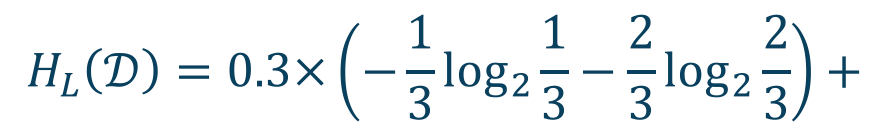 H_L(𝒟) = 0.3×(−1/3 log₂ 1/3 − 2/3 log₂ 2/3) +